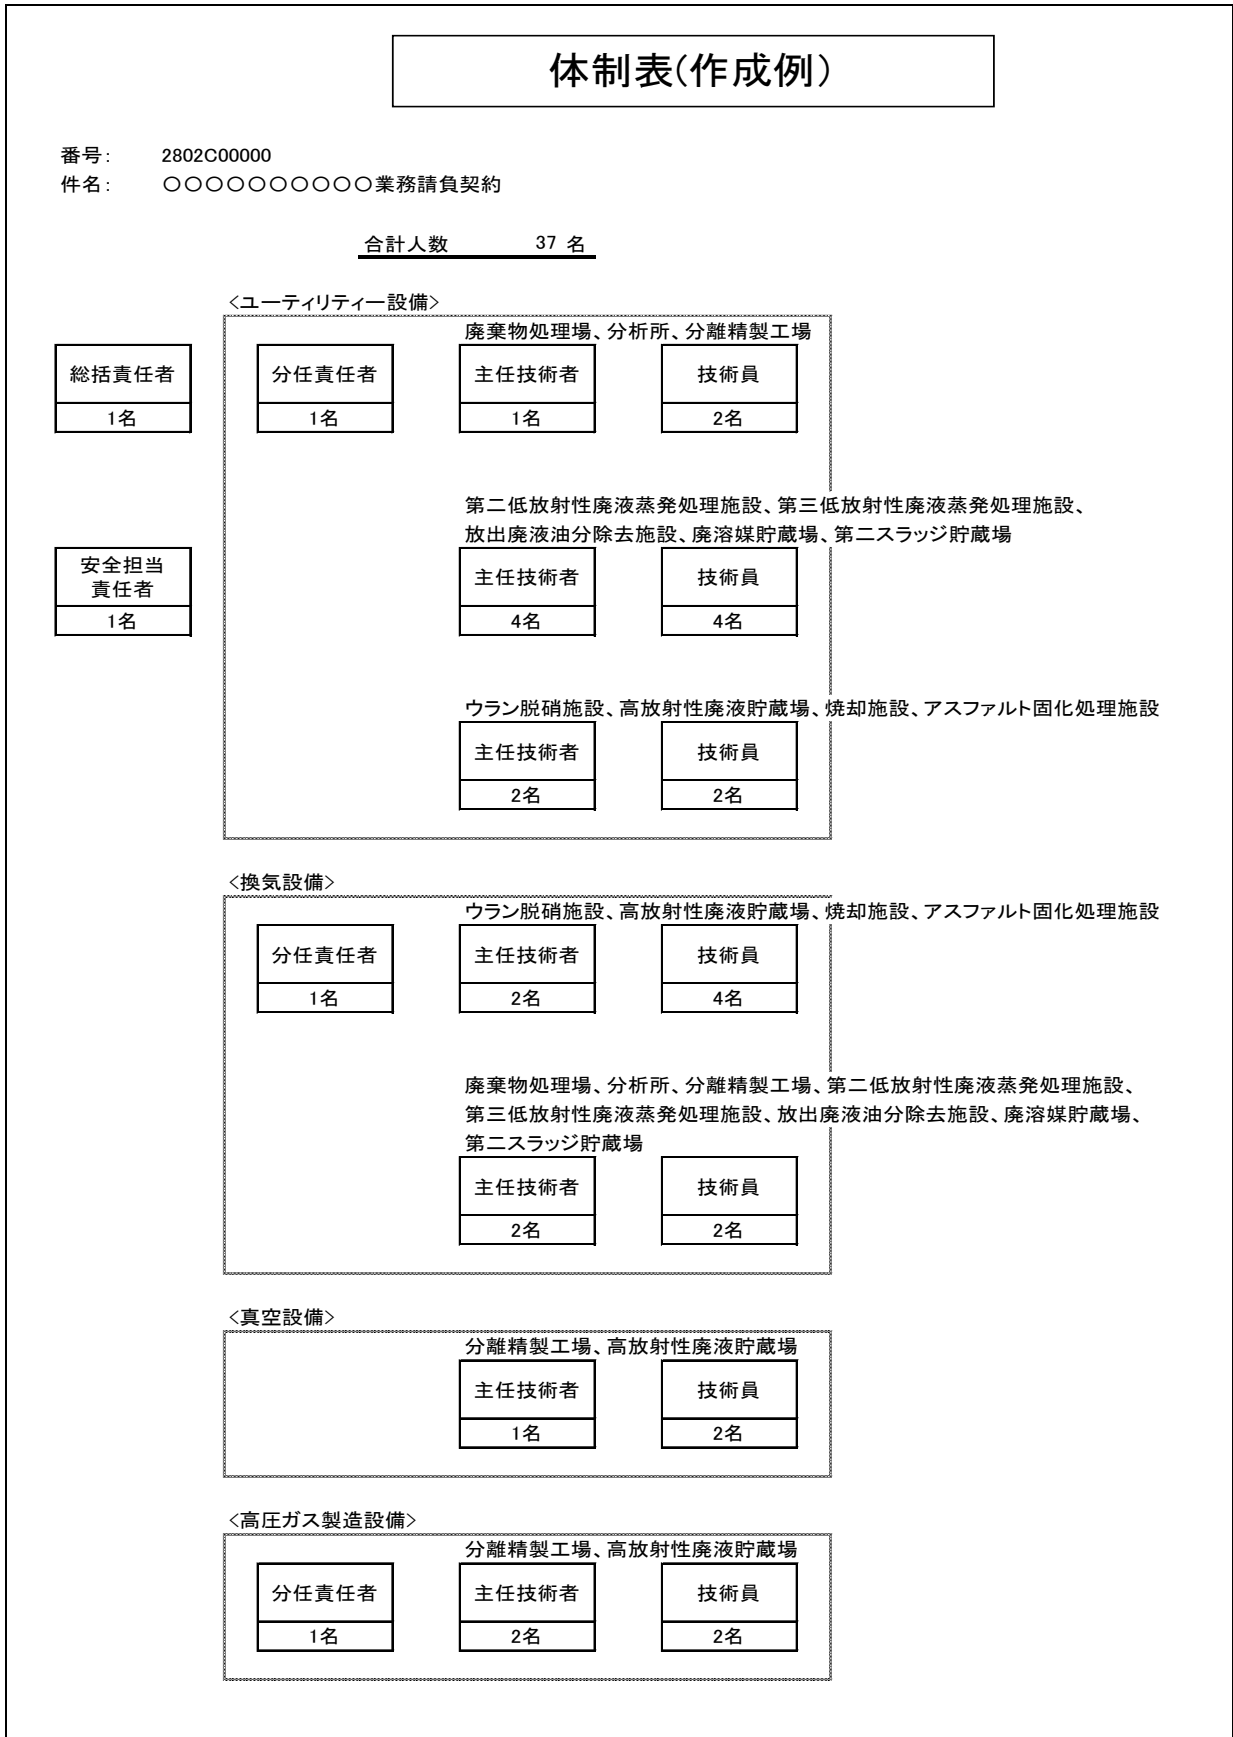 体制表(作成例)
番号: 2802C00000
件名: 〇〇〇〇〇〇〇〇〇〇業務請負契約
合計人数 37 名
<ユーティリティー設備>
廃棄物処理場、分析所、分離精製工場
総括責任者 分任責任者 主任技術者 技術員
1名 1名 1名 2名
第二低放射性廃液蒸発処理施設、第三低放射性廃液蒸発処理施設、
放出廃液油分除去施設、廃溶媒貯蔵場、第二スラッジ貯蔵場
安全担当
責任者
主任技術者 技術員
1名 4名 4名
ウラン脱硝施設、高放射性廃液貯蔵場、焼却施設、アスファルト固化処理施設
主任技術者 技術員
2名 2名
<換気設備>
ウラン脱硝施設、高放射性廃液貯蔵場、焼却施設、アスファルト固化処理施設
分任責任者 主任技術者 技術員
1名 2名 4名
廃棄物処理場、分析所、分離精製工場、第二低放射性廃液蒸発処理施設、
第三低放射性廃液蒸発処理施設、放出廃液油分除去施設、廃溶媒貯蔵場、
第二スラッジ貯蔵場
主任技術者 技術員
2名 2名
<真空設備>
分離精製工場、高放射性廃液貯蔵場
主任技術者 技術員
1名 2名
<高圧ガス製造設備>
分離精製工場、高放射性廃液貯蔵場
分任責任者 主任技術者 技術員
1名 2名 2名